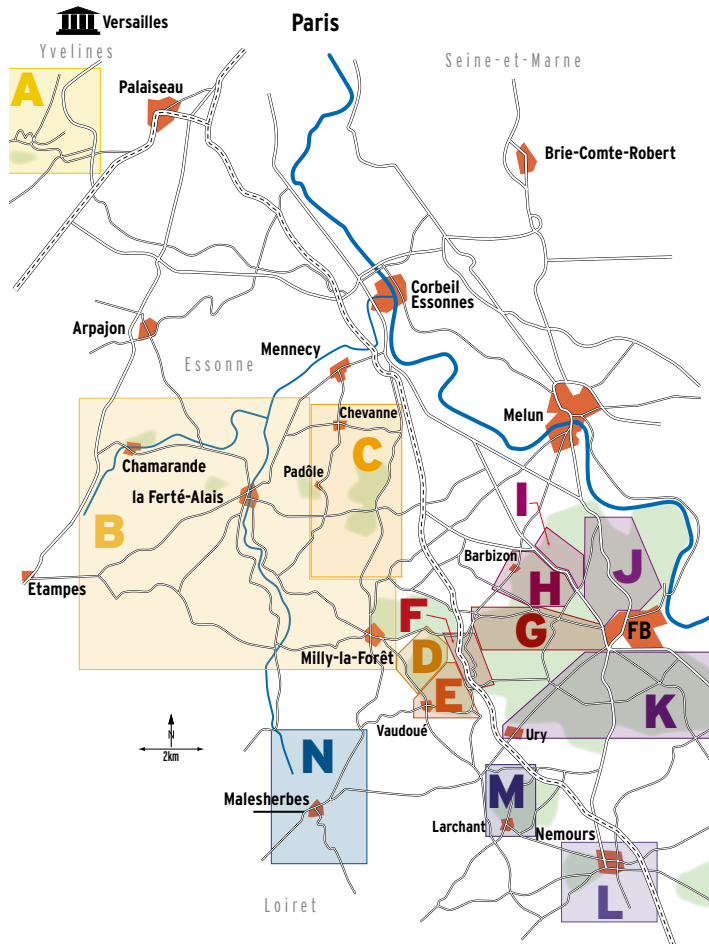 Versailles
Paris
Yvelines
Seine-et-Marne
A
Palaiseau
Brie-Comte-Robert
Corbeil
Essonnes
Arpajon
Essonne
Mennecy
Chevanne
Melun
Chamarande
C
Padôle
la Ferté-Alais
I
B
Barbizon
J
H
Etampes
F
G
FB
Milly-la-Forêt
D
E
K
Vaudoué
Ury
N
2km
N
M
Malesherbes
Larchant
Nemours
L
Loiret